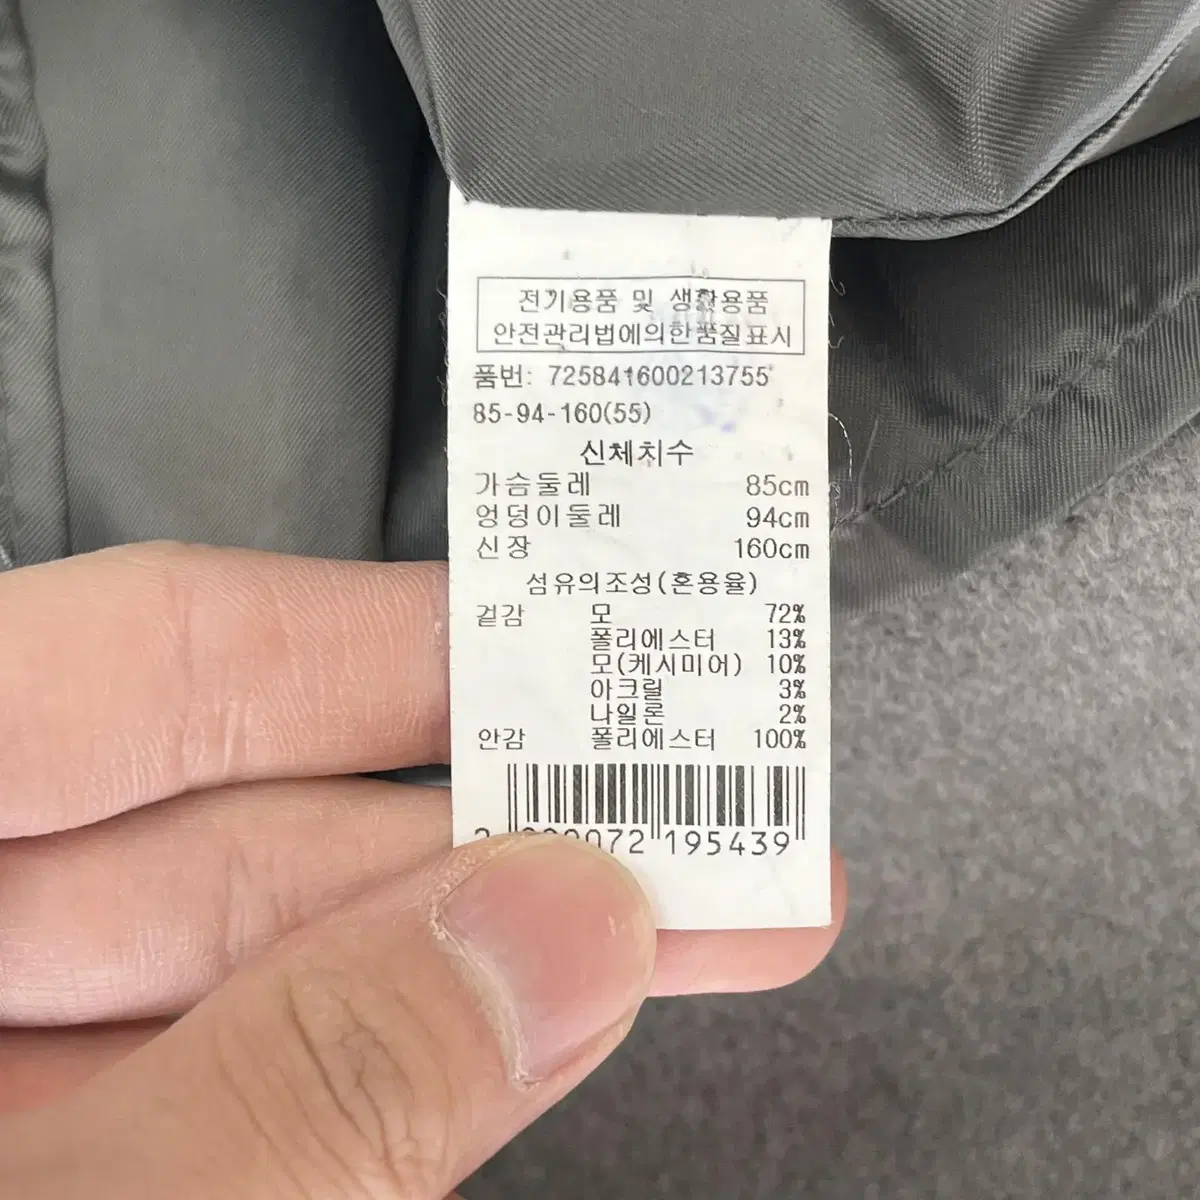 전기용품 및 생활용품
안전관리법에의한품질표시
품번: 725841600213755
85-94-160(55)
신체치수
가슴둘레 85cm
엉덩이둘레 94cm
신장 160cm
섬유의조성(혼용율)
겉감 모 72%
폴리에스터 13%
모(케시미어) 10%
아크릴 3%
나일론 2%
안감 폴리에스터 100%
195439